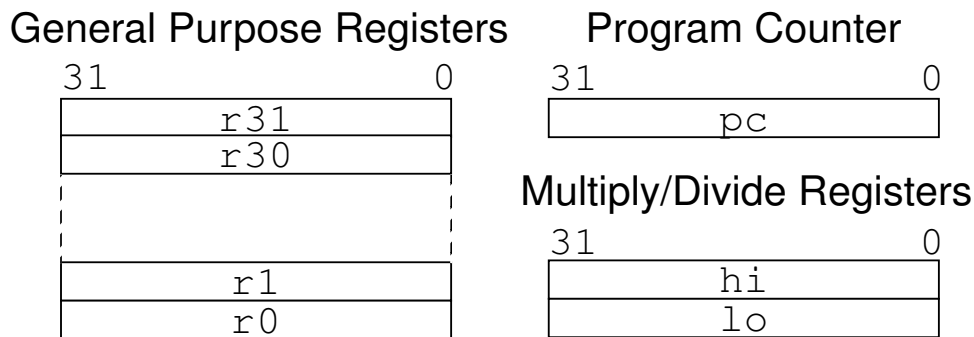 General Purpose Registers
31 0
r31
r30
r1
r0
Program Counter
31 0
pc
Multiply/Divide Registers
31 0
hi
lo